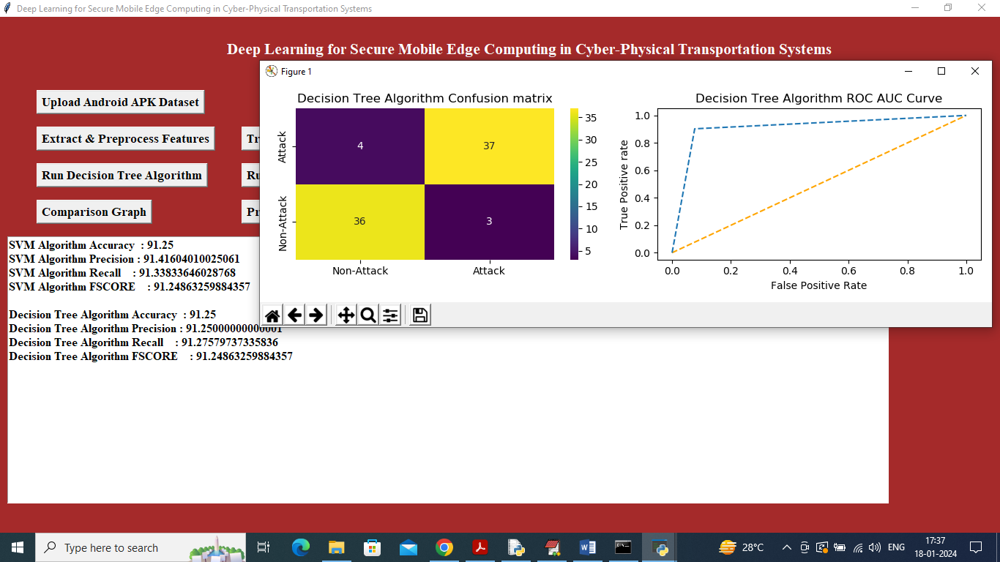 Deep Learning for Secure Mobile Edge Computing in Cyber-Physical Transportation Systems
Deep Learning for Secure Mobile Edge Computing in Cyber-Physical Transportation Systems
Figure 1
Upload Android APK Dataset
Extract & Preprocess Features
Run Decision Tree Algorithm
Comparison Graph
Decision Tree Algorithm Confusion matrix
Attack
Non-Attack
4
37
36
3
Non-Attack
Attack
35
30
25
20
15
10
5
Decision Tree Algorithm ROC AUC Curve
True Positive rate
1.0
0.8
0.6
0.4
0.2
0.0
0.0 0.2 0.4 0.6 0.8 1.0
False Positive Rate
SVM Algorithm Accuracy : 91.25
SVM Algorithm Precision : 91.41604010025061
SVM Algorithm Recall : 91.33833646028768
SVM Algorithm FSCORE : 91.24863259884357
Decision Tree Algorithm Accuracy : 91.25
Decision Tree Algorithm Precision : 91.25000000000001
Decision Tree Algorithm Recall : 91.27579737335836
Decision Tree Algorithm FSCORE : 91.24863259884357
Type here to search
28°C
ENG
17:37
18-01-2024